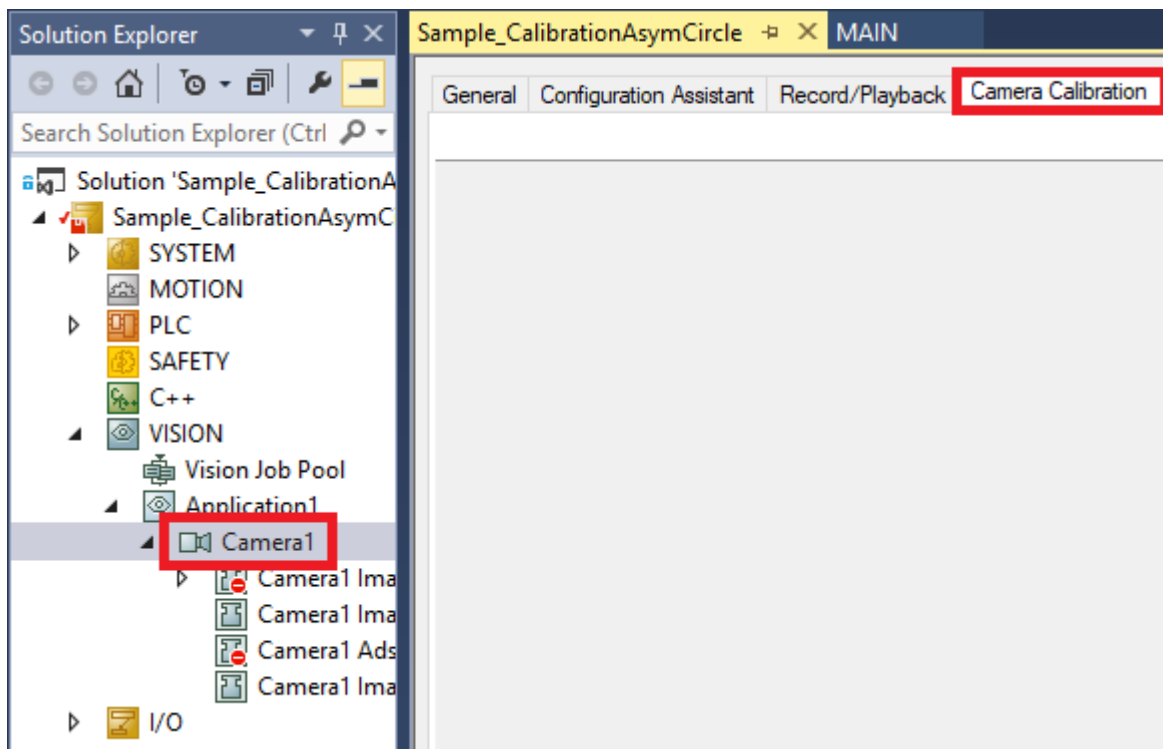 Solution Explorer
Search Solution Explorer (Ctrl
Solution 'Sample_CalibrationA
Sample_CalibrationAsymC
SYSTEM
MOTION
PLC
SAFETY
C++
VISION
Vision Job Pool
Application1
Camera1
Camera1 Ima
Camera1 Ima
Camera1 Ads
Camera1 Ima
I/O
Sample_CalibrationAsymCircle MAIN
General Configuration Assistant Record/Playback Camera Calibration